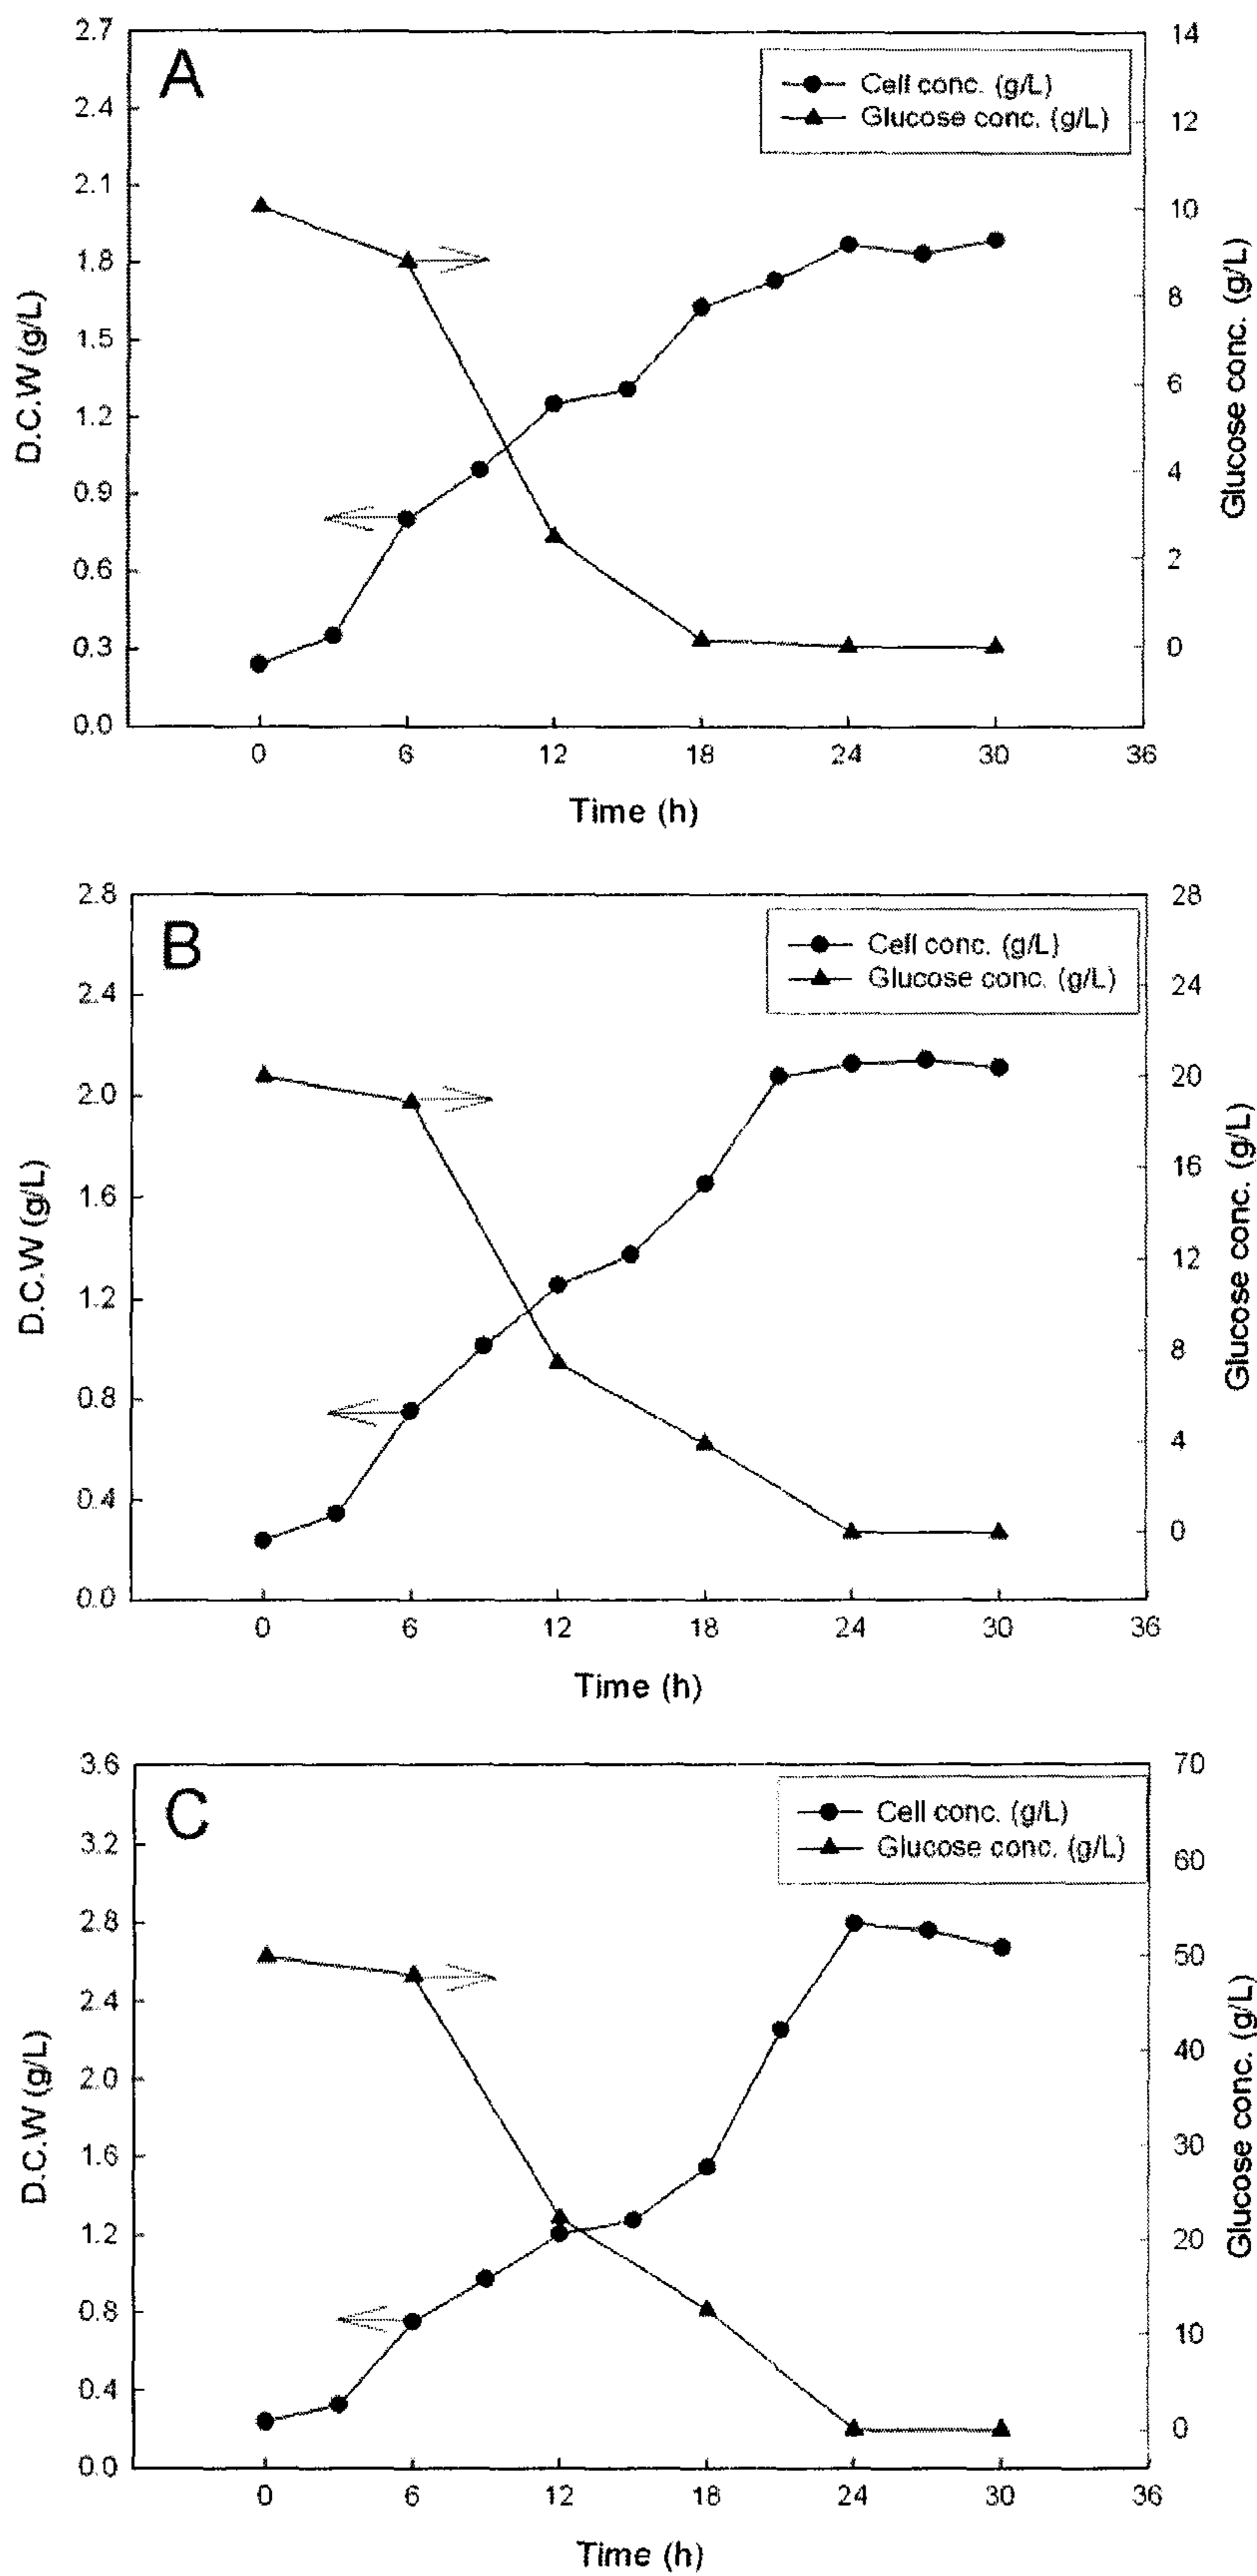 A
Cell conc. (g/L)
Glucose conc. (g/L)
2.7
2.4
2.1
1.8
1.5
1.2
0.9
0.6
0.3
0.0
D.C.W (g/L)
14
12
10
8
6
4
2
0
Glucose conc. (g/L)
0 6 12 18 24 30 36
Time (h)
B
Cell conc. (g/L)
Glucose conc. (g/L)
2.8
2.4
2.0
1.6
1.2
0.8
0.4
0.0
D.C.W (g/L)
28
24
20
16
12
8
4
0
Glucose conc. (g/L)
0 6 12 18 24 30 36
Time (h)
C
Cell conc. (g/L)
Glucose conc. (g/L)
3.6
3.2
2.8
2.4
2.0
1.6
1.2
0.8
0.4
0.0
D.C.W (g/L)
70
60
50
40
30
20
10
0
Glucose conc. (g/L)
0 6 12 18 24 30 36
Time (h)